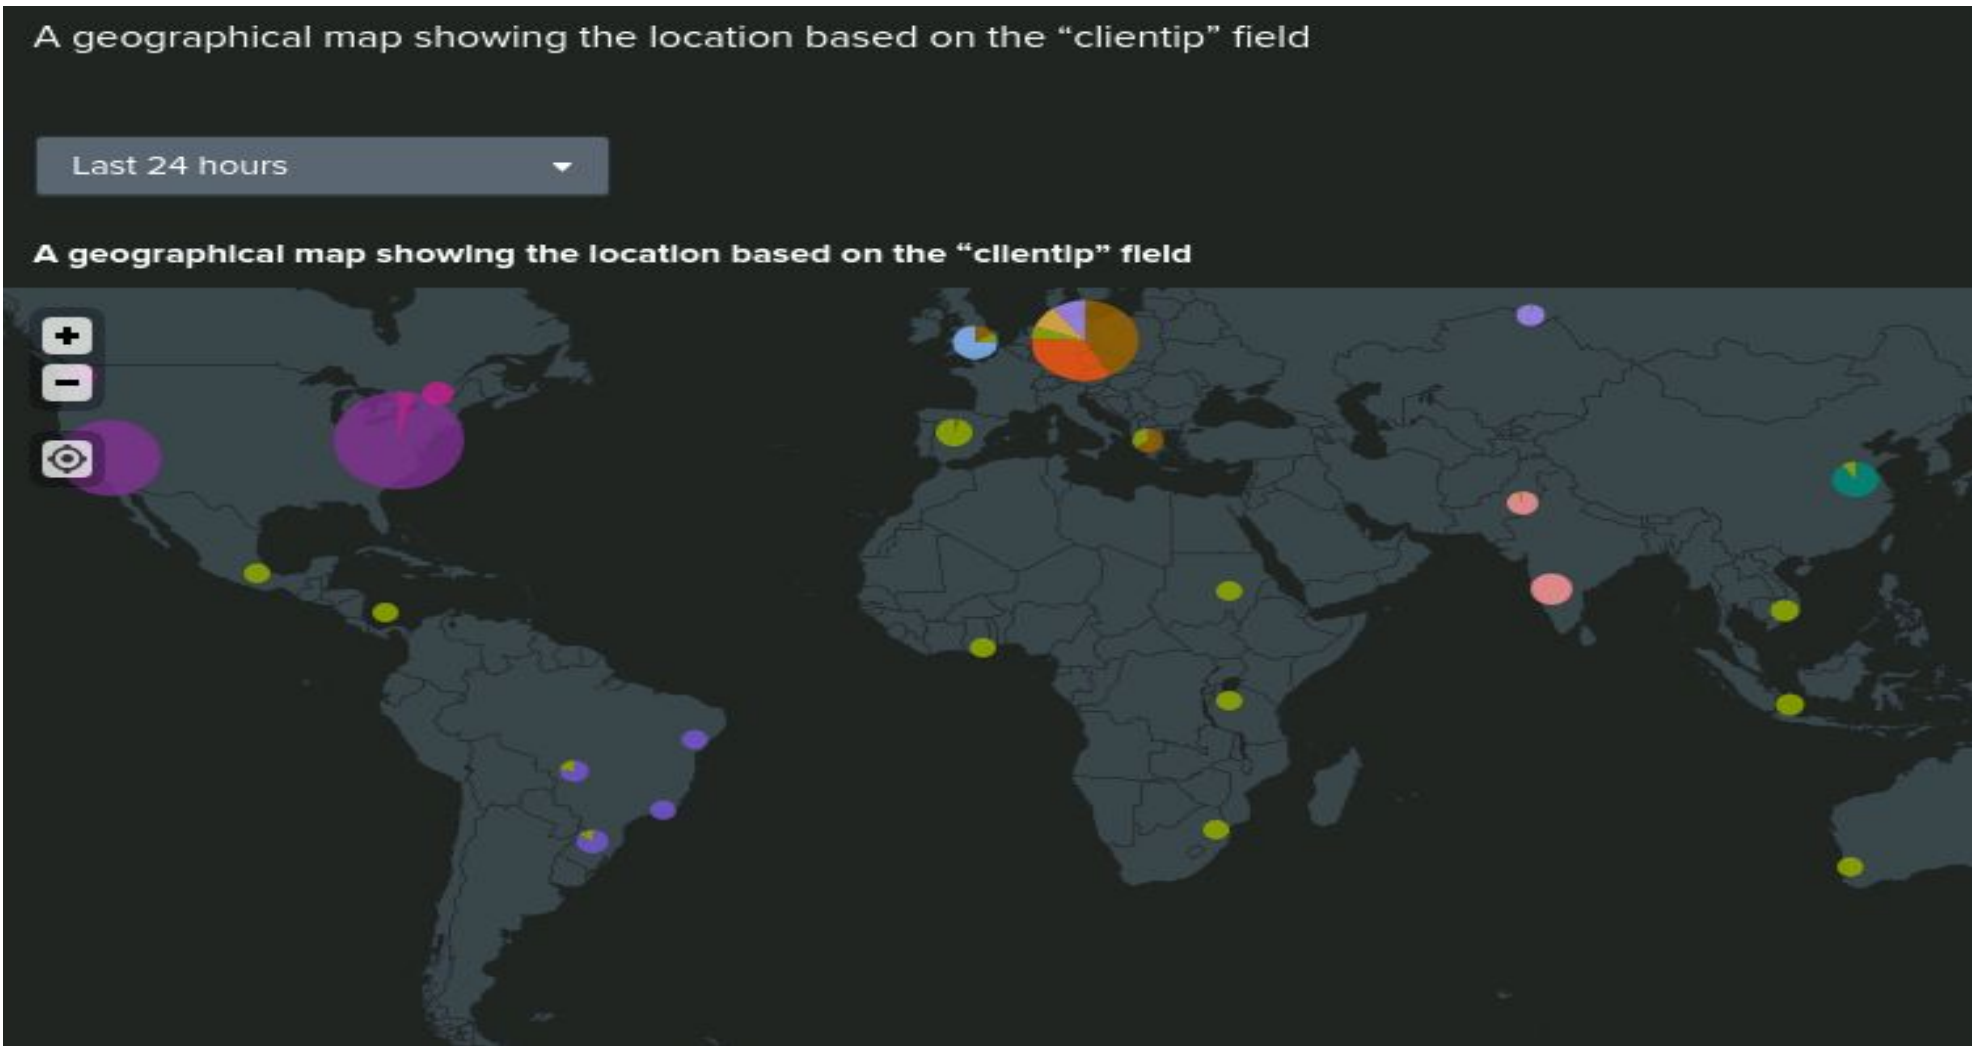 A geographical map showing the location based on the “clientip” field
Last 24 hours
A geographical map showing the location based on the “clientip” field
+
−